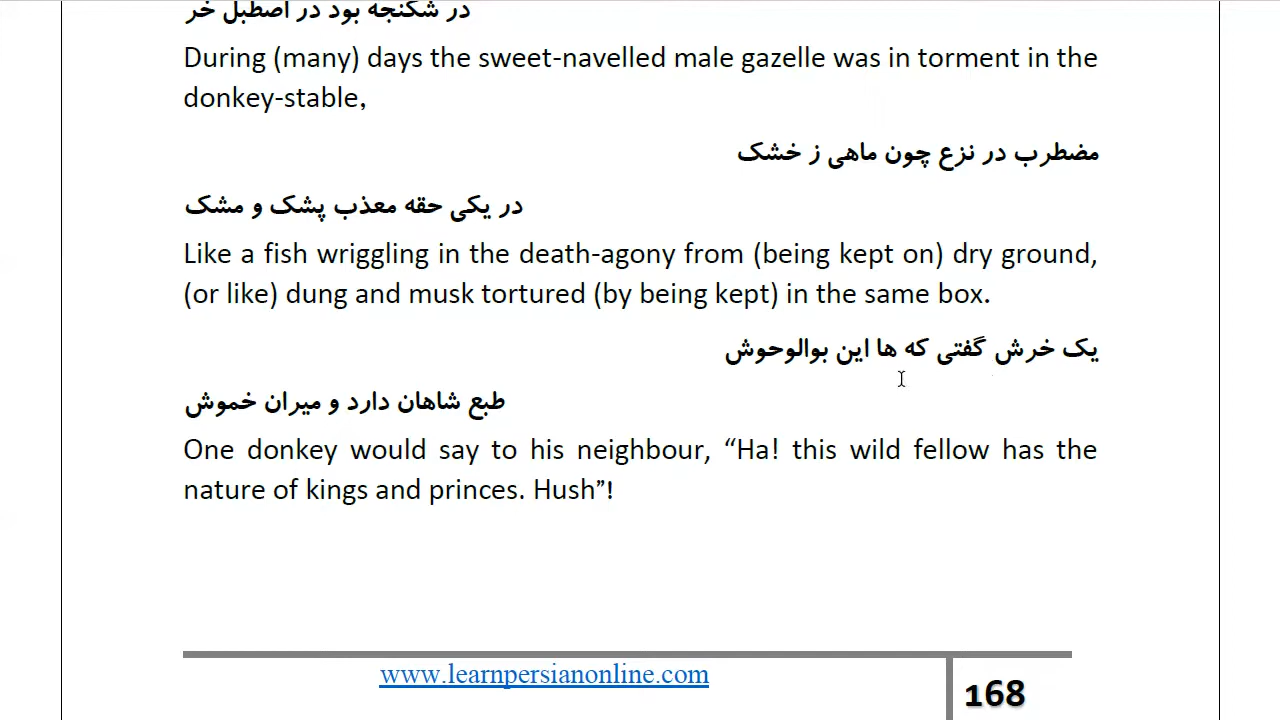 در شکنجه بود در اصطبل خر
During (many) days the sweet-navelled male gazelle was in torment in the
donkey-stable,
مضطرب در نزع چون ماهی ز خشک
در یکی حقه معذب پشک و مشک
Like a fish wriggling in the death-agony from (being kept on) dry ground,
(or like) dung and musk tortured (by being kept) in the same box.
یک خرش گفتی که ها این بوالوحوش
طبع شاهان دارد و میران خموش
One donkey would say to his neighbour, “Ha! this wild fellow has the
nature of kings and princes. Hush”!
www.learnpersianonline.com
168